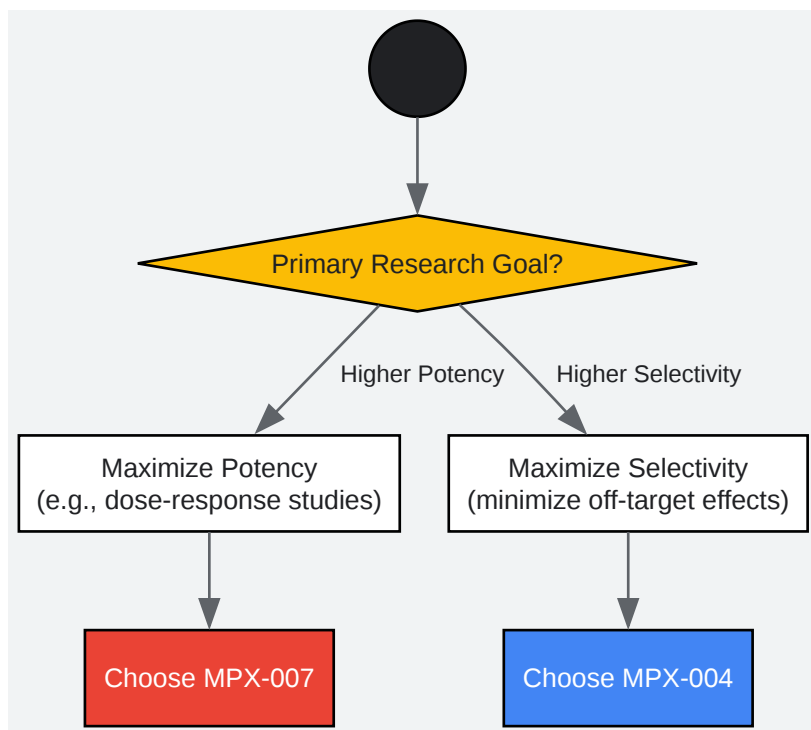 Primary Research Goal?
Higher Potency
Higher Selectivity
Maximize Potency
(e.g., dose-response studies)
Maximize Selectivity
(minimize off-target effects)
Choose MPX-007
Choose MPX-004